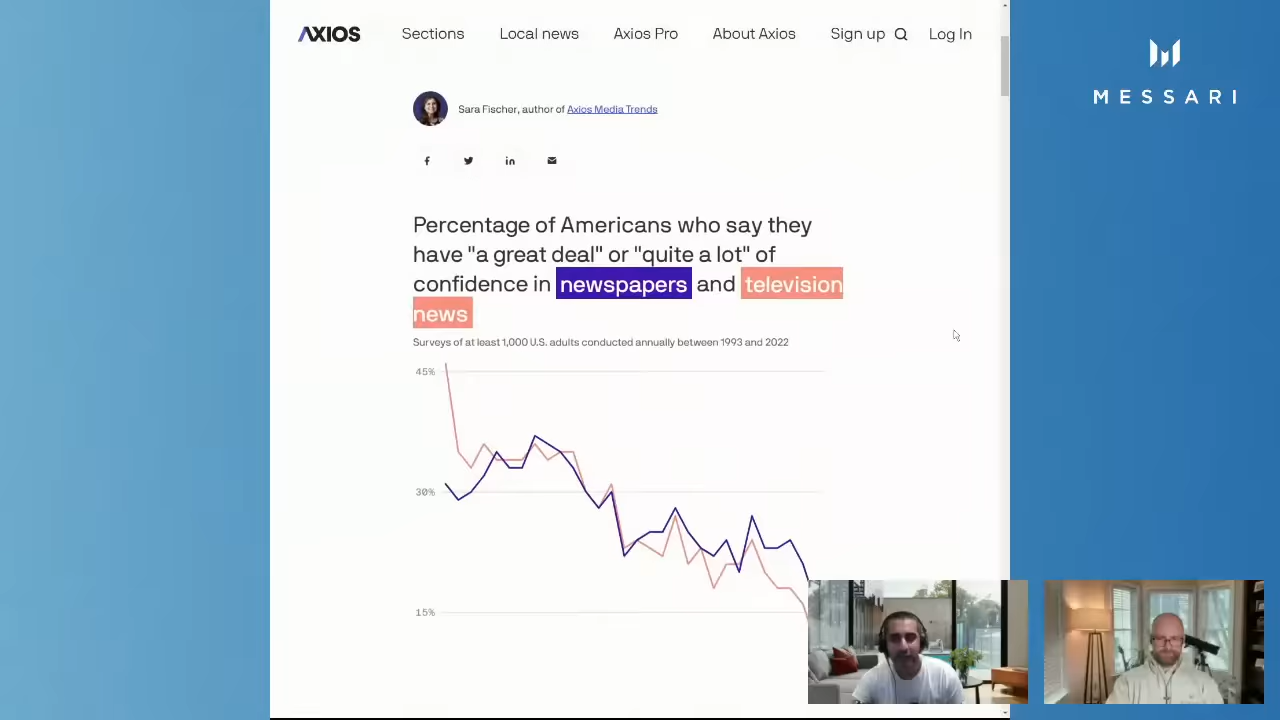 AXIOS Sections Local news Axios Pro About Axios Sign up Log In
MESSARI
Sara Fischer, author of Axios Media Trends
Percentage of Americans who say they
have "a great deal" or "quite a lot" of
confidence in newspapers and television
news
Surveys of at least 1,000 U.S. adults conducted annually between 1993 and 2022
45%
30%
15%